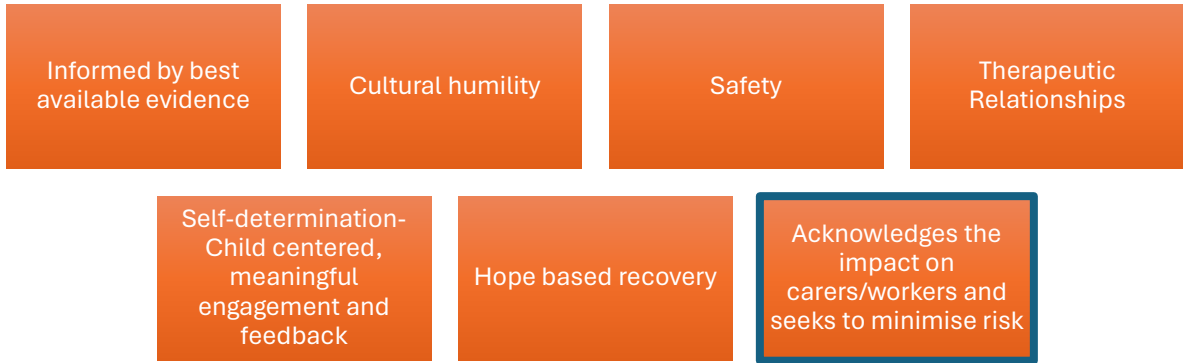 Informed by best
available evidence
Cultural humility
Safety
Therapeutic
Relationships
Self-determination-
Child centered,
meaningful
engagement and
feedback
Hope based recovery
Acknowledges the
impact on
carers/workers and
seeks to minimise risk